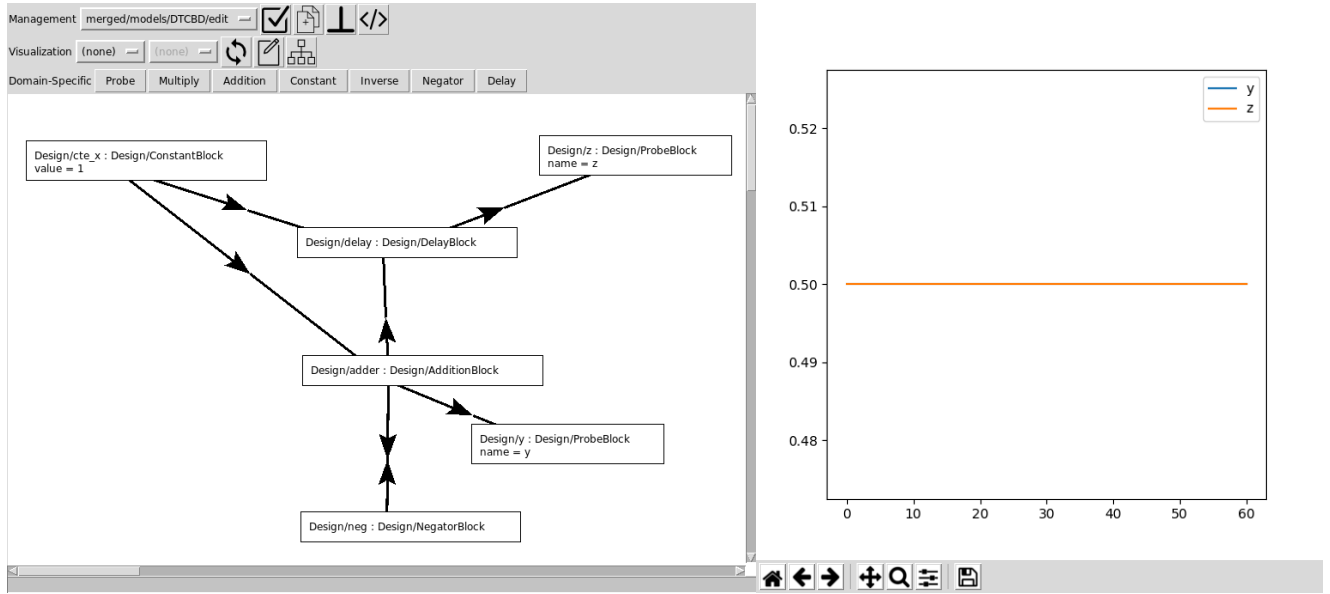 Management merged/models/DTCBD/edit </>
Visualization (none) (none)
Domain-Specific Probe Multiply Addition Constant Inverse Negator Delay
Design/cte_x : Design/ConstantBlock
value = 1
Design/z : Design/ProbeBlock
name = z
Design/delay : Design/DelayBlock
Design/adder : Design/AdditionBlock
Design/y : Design/ProbeBlock
name = y
Design/neg : Design/NegatorBlock
y
z
0.52
0.51
0.50
0.49
0.48
0 10 20 30 40 50 60